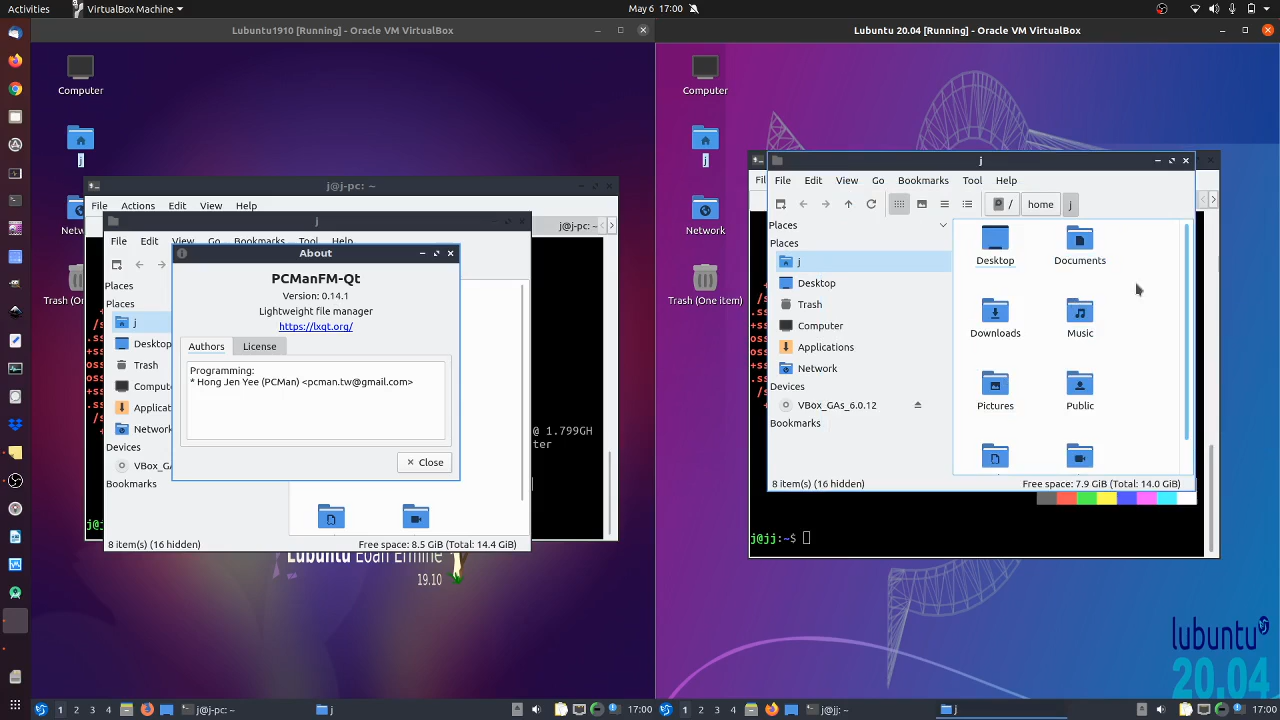 Activities VirtualBox Machine May 6 17:00
Lubuntu1910 [Running] - Oracle VM VirtualBox
Computer
j
Trash (O
j@j-pc: ~
File Actions Edit View Help
j@j-pc: ~
j
File Edit View Go Bookmarks Tool Help
Places
Places
j
Desktop
Trash
Comput
Applicat
Network
Devices
VBox_GA
Bookmarks
About
PCManFM-Qt
Version: 0.14.1
Lightweight file manager
https://lxqt.org/
Authors License
Programming:
* Hong Jen Yee (PCMan) <pcman.tw@gmail.com>
Close
@ 1.799GH
ter
8 item(s) (16 hidden) Free space: 8.5 GiB (Total: 14.4 GiB)
Lubuntu Eoan Ermine
19.10
1 2 3 4 j@j-pc: ~ j 17:00
Lubuntu 20.04 [Running] - Oracle VM VirtualBox
Computer
j
Network
Trash (One item)
j
File Edit View Go Bookmarks Tool Help
/ home j
Places
Places
j
Desktop
Trash
Computer
Applications
Network
Devices
VBox_GAs_6.0.12
Bookmarks
Desktop Documents
Downloads Music
Pictures Public
8 item(s) (16 hidden) Free space: 7.9 GiB (Total: 14.0 GiB)
j@jj:~$
lubuntu
20.04
1 2 3 4 j@jj: ~ j 17:00